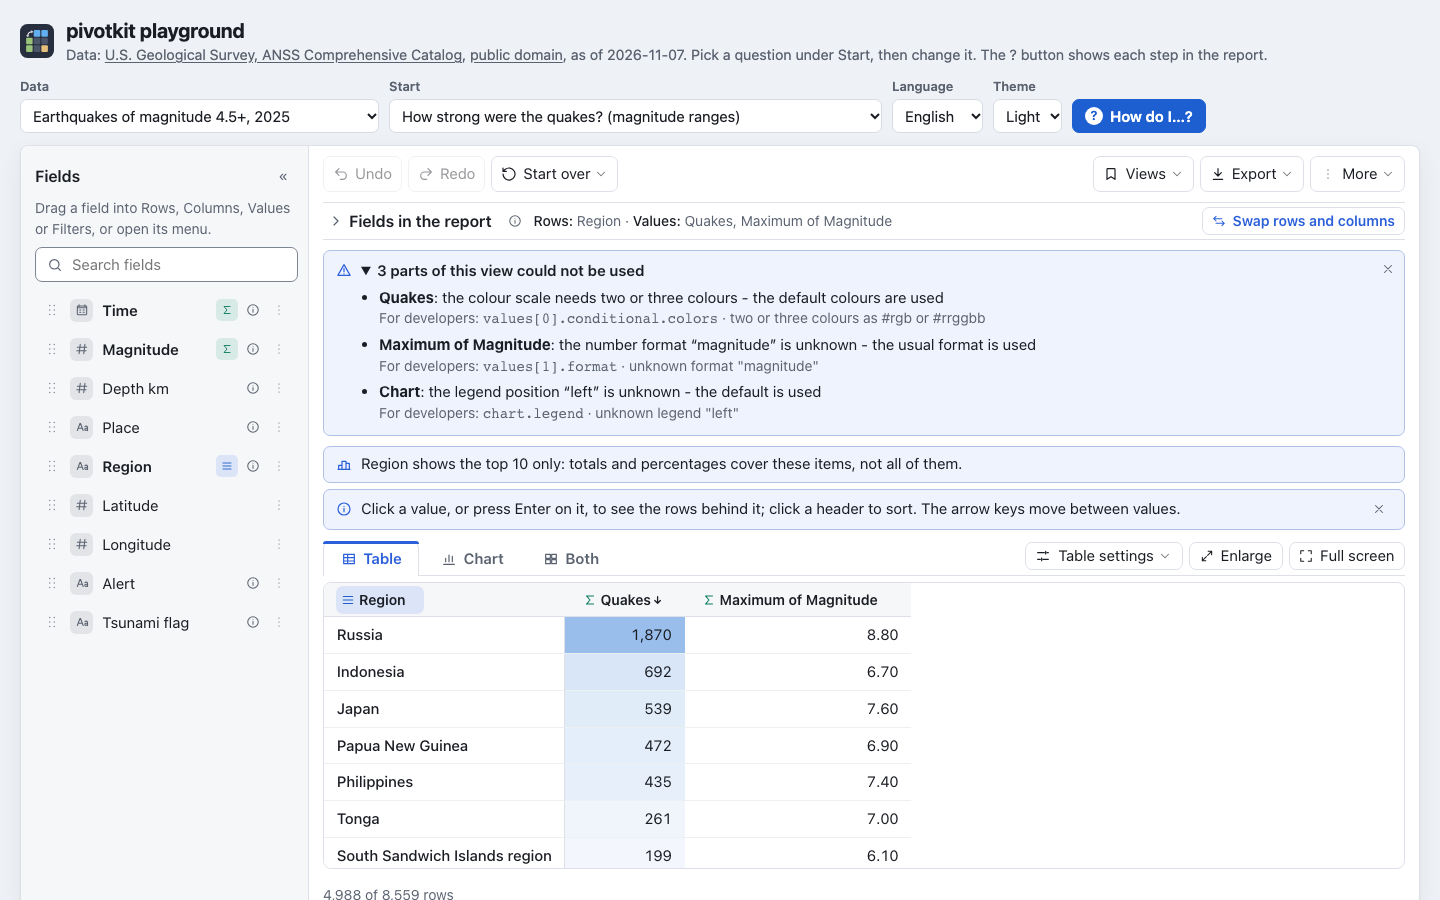 pivotkit playground
Data: U.S. Geological Survey, ANSS Comprehensive Catalog, public domain, as of 2026-11-07. Pick a question under Start, then change it. The ? button shows each step in the report.
Data
Start
Language
Theme
Earthquakes of magnitude 4.5+, 2025
How strong were the quakes? (magnitude ranges)
English
Light
? How do I...?
Fields
«
Drag a field into Rows, Columns, Values
or Filters, or open its menu.
Search fields
Time Σ
# Magnitude Σ
# Depth km
Aa Place
Aa Region
# Latitude
# Longitude
Aa Alert
Aa Tsunami flag
Undo
Redo
Start over
Views
Export
More
Fields in the report
Rows: Region · Values: Quakes, Maximum of Magnitude
Swap rows and columns
▼ 3 parts of this view could not be used
• Quakes: the colour scale needs two or three colours - the default colours are used
For developers: values[0].conditional.colors · two or three colours as #rgb or #rrggbb
• Maximum of Magnitude: the number format “magnitude” is unknown - the usual format is used
For developers: values[1].format · unknown format "magnitude"
• Chart: the legend position “left” is unknown - the default is used
For developers: chart.legend · unknown legend "left"
Region shows the top 10 only: totals and percentages cover these items, not all of them.
Click a value, or press Enter on it, to see the rows behind it; click a header to sort. The arrow keys move between values.
Table
Chart
Both
Table settings
Enlarge
Full screen
Region Σ Quakes↓ Σ Maximum of Magnitude
Russia 1,870 8.80
Indonesia 692 6.70
Japan 539 7.60
Papua New Guinea 472 6.90
Philippines 435 7.40
Tonga 261 7.00
South Sandwich Islands region 199 6.10
4,988 of 8,559 rows